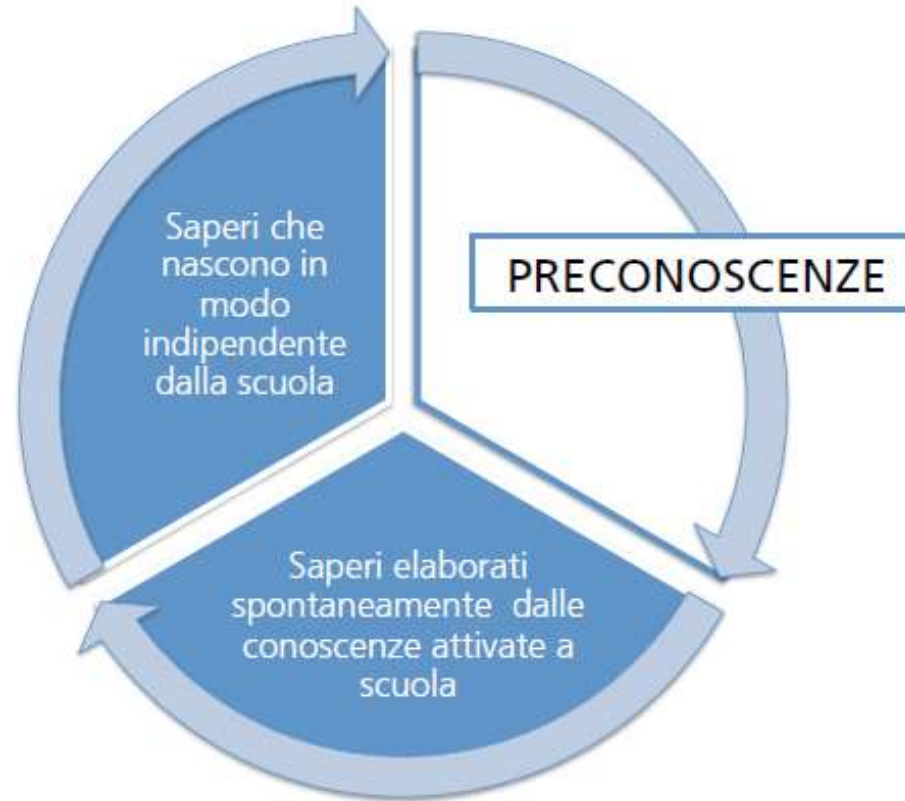 Saperi che
nascono in
modo
indipendente
dalla scuola
PRECONOSCENZE
Saperi elaborati
spontaneamente dalle
conoscenze attivate a
scuola